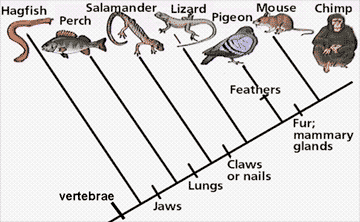 Hagfish
Perch
Salamander
Lizard
Pigeon
Mouse
Chimp
Feathers
Fur;
mammary
glands
Claws
or nails
Lungs
Jaws
vertebrae